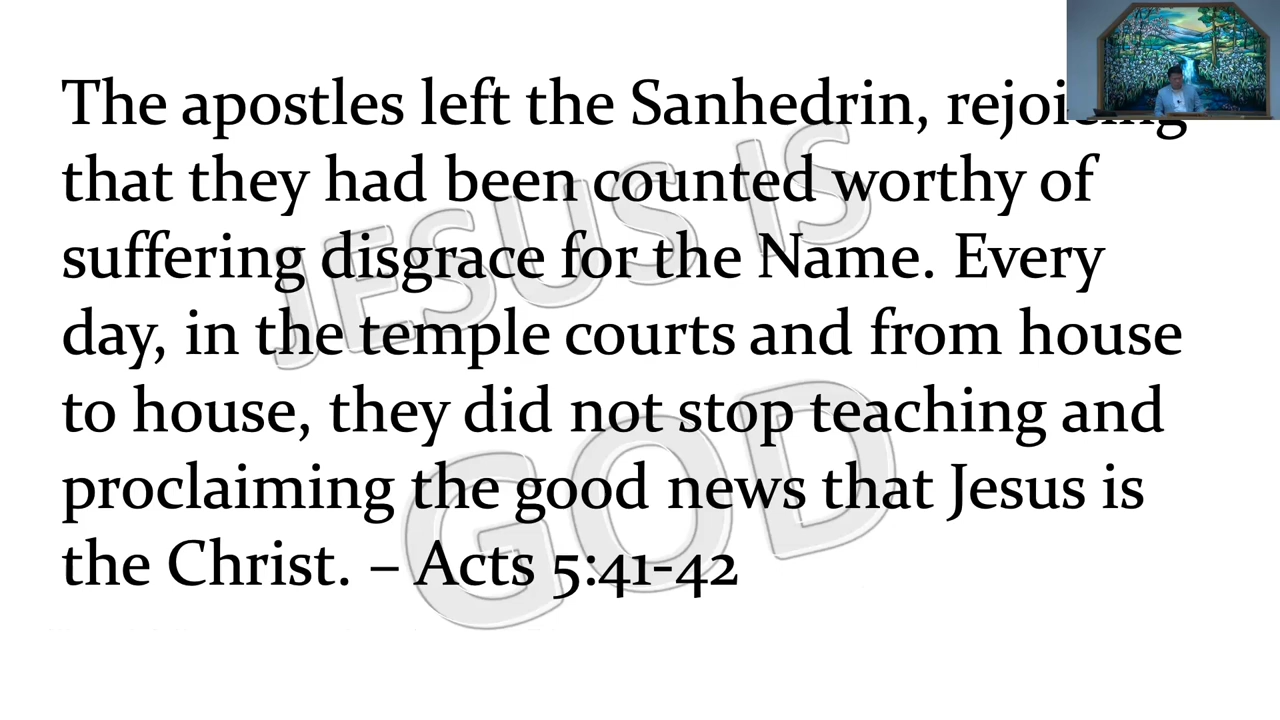 The apostles left the Sanhedrin, rejoicing
that they had been counted worthy of
suffering disgrace for the Name. Every
day, in the temple courts and from house
to house, they did not stop teaching and
proclaiming the good news that Jesus is
the Christ. – Acts 5:41-42
JESUS IS
GOD